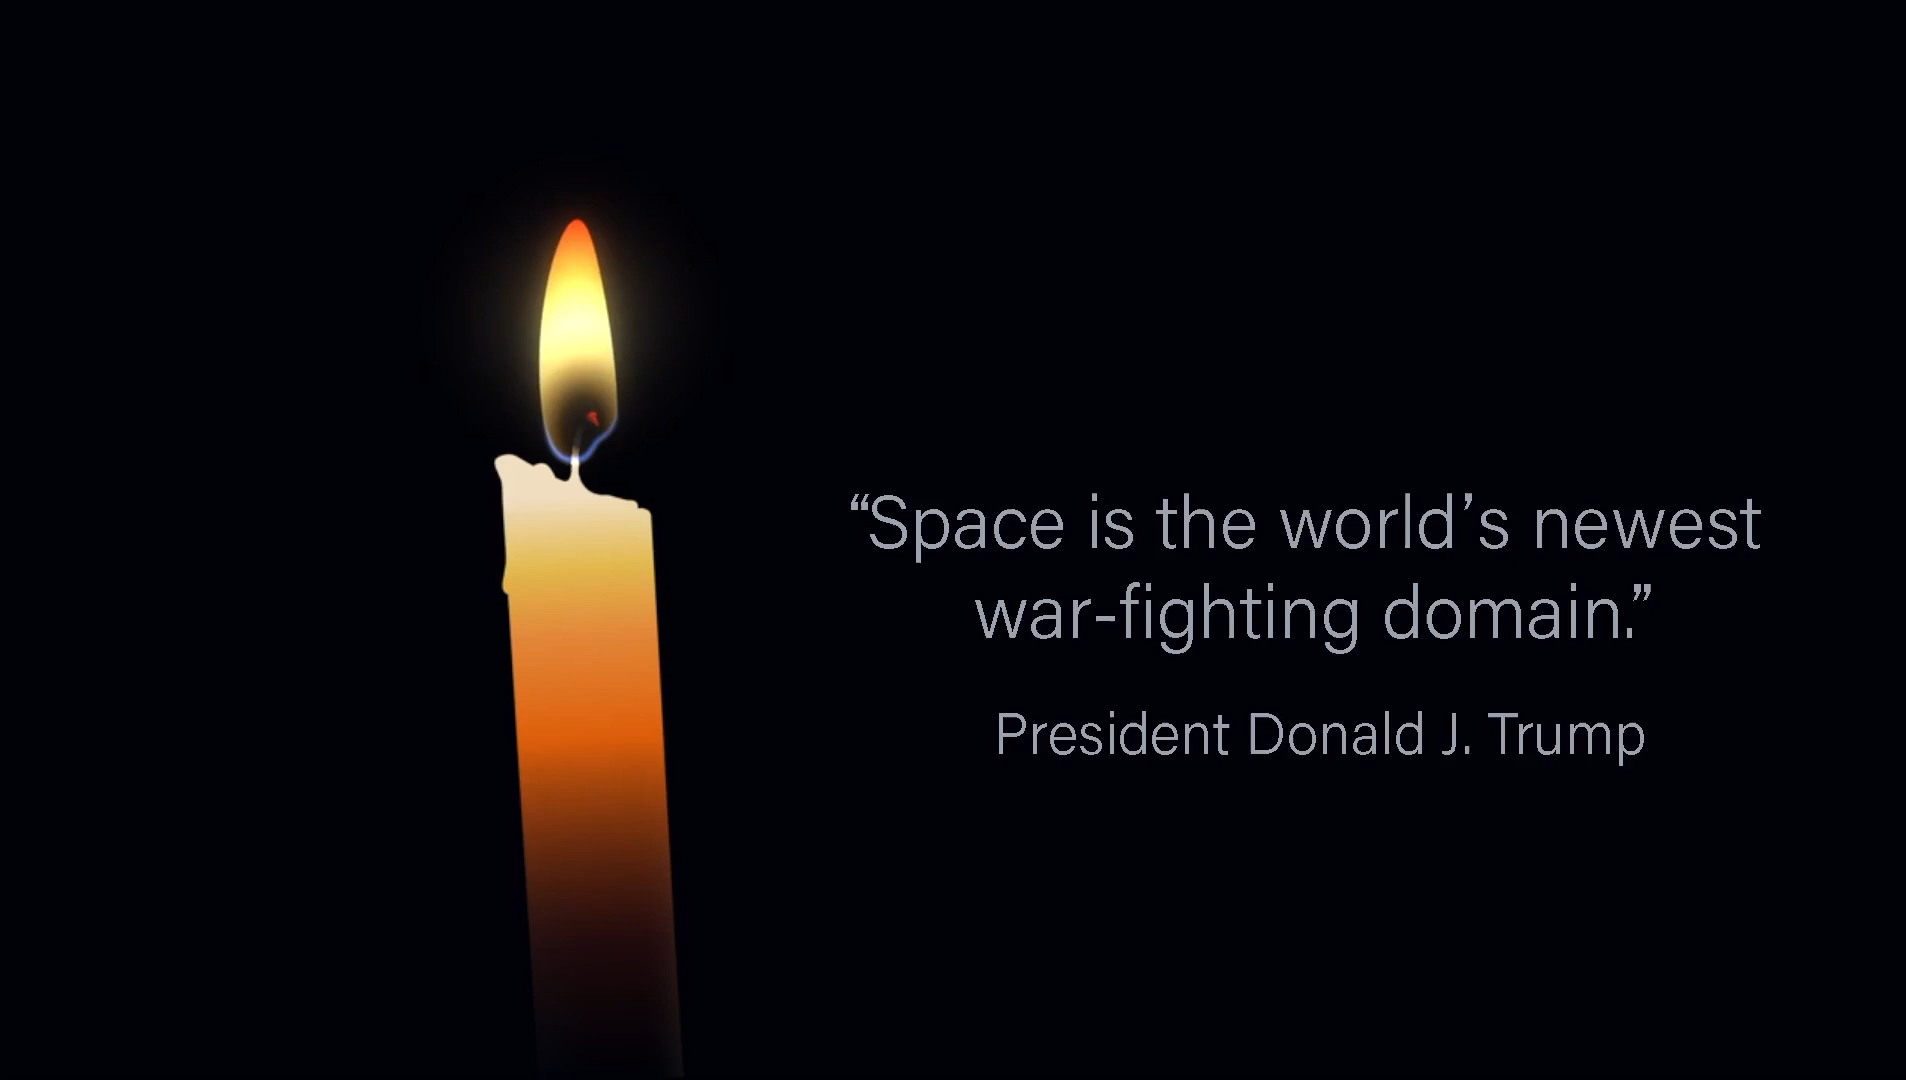 “Space is the world’s newest
war-fighting domain.”
President Donald J. Trump